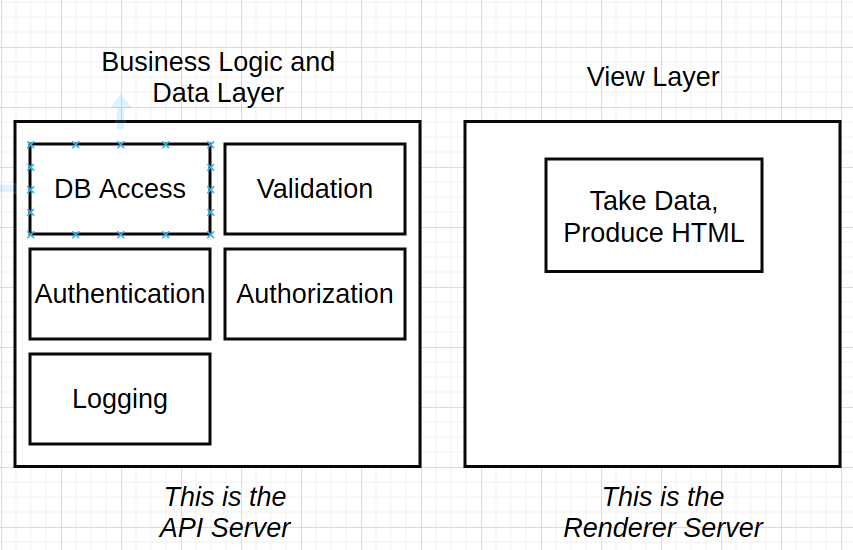 Business Logic and
Data Layer
DB Access
Validation
Authentication
Authorization
Logging
This is the
API Server
View Layer
Take Data,
Produce HTML
This is the
Renderer Server